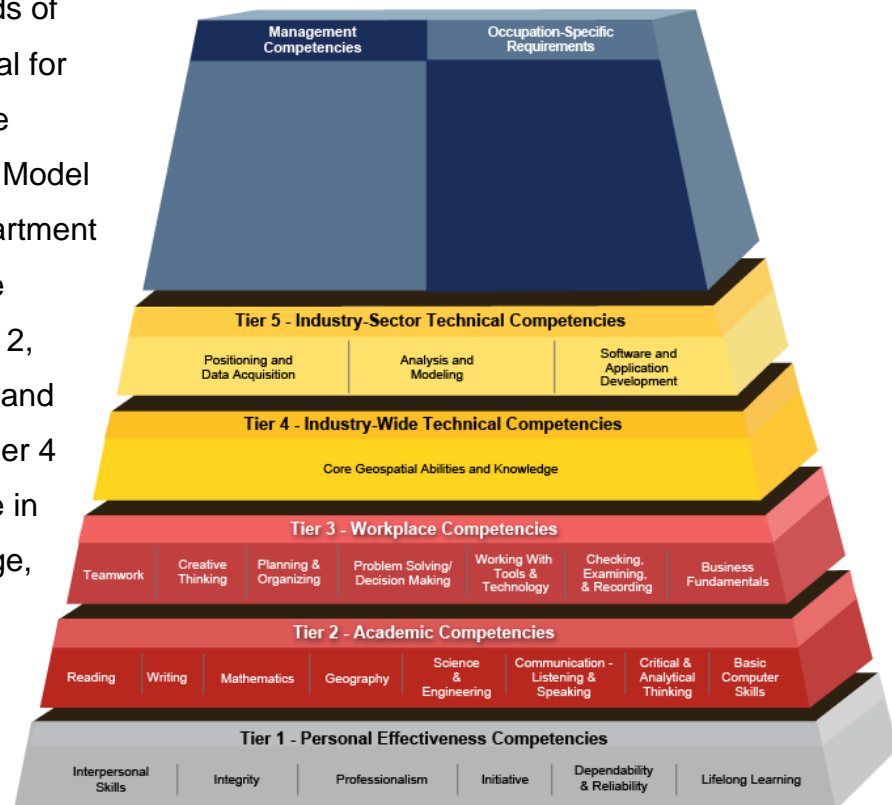 ds of
al for
e
Model
artment
e
2,
and
er 4
e in
ge,
Management
Competencies
Occupation-Specific
Requirements
Tier 5 - Industry-Sector Technical Competencies
Positioning and
Data Acquisition
Analysis and
Modeling
Software and
Application
Development
Tier 4 - Industry-Wide Technical Competencies
Core Geospatial Abilities and Knowledge
Tier 3 - Workplace Competencies
Teamwork
Creative
Thinking
Planning &
Organizing
Problem Solving/
Decision Making
Working With
Tools &
Technology
Checking,
Examining,
& Recording
Business
Fundamentals
Tier 2 - Academic Competencies
Reading
Writing
Mathematics
Geography
Science
&
Engineering
Communication -
Listening &
Speaking
Critical &
Analytical
Thinking
Basic
Computer
Skills
Tier 1 - Personal Effectiveness Competencies
Interpersonal
Skills
Integrity
Professionalism
Initiative
Dependability
& Reliability
Lifelong Learning